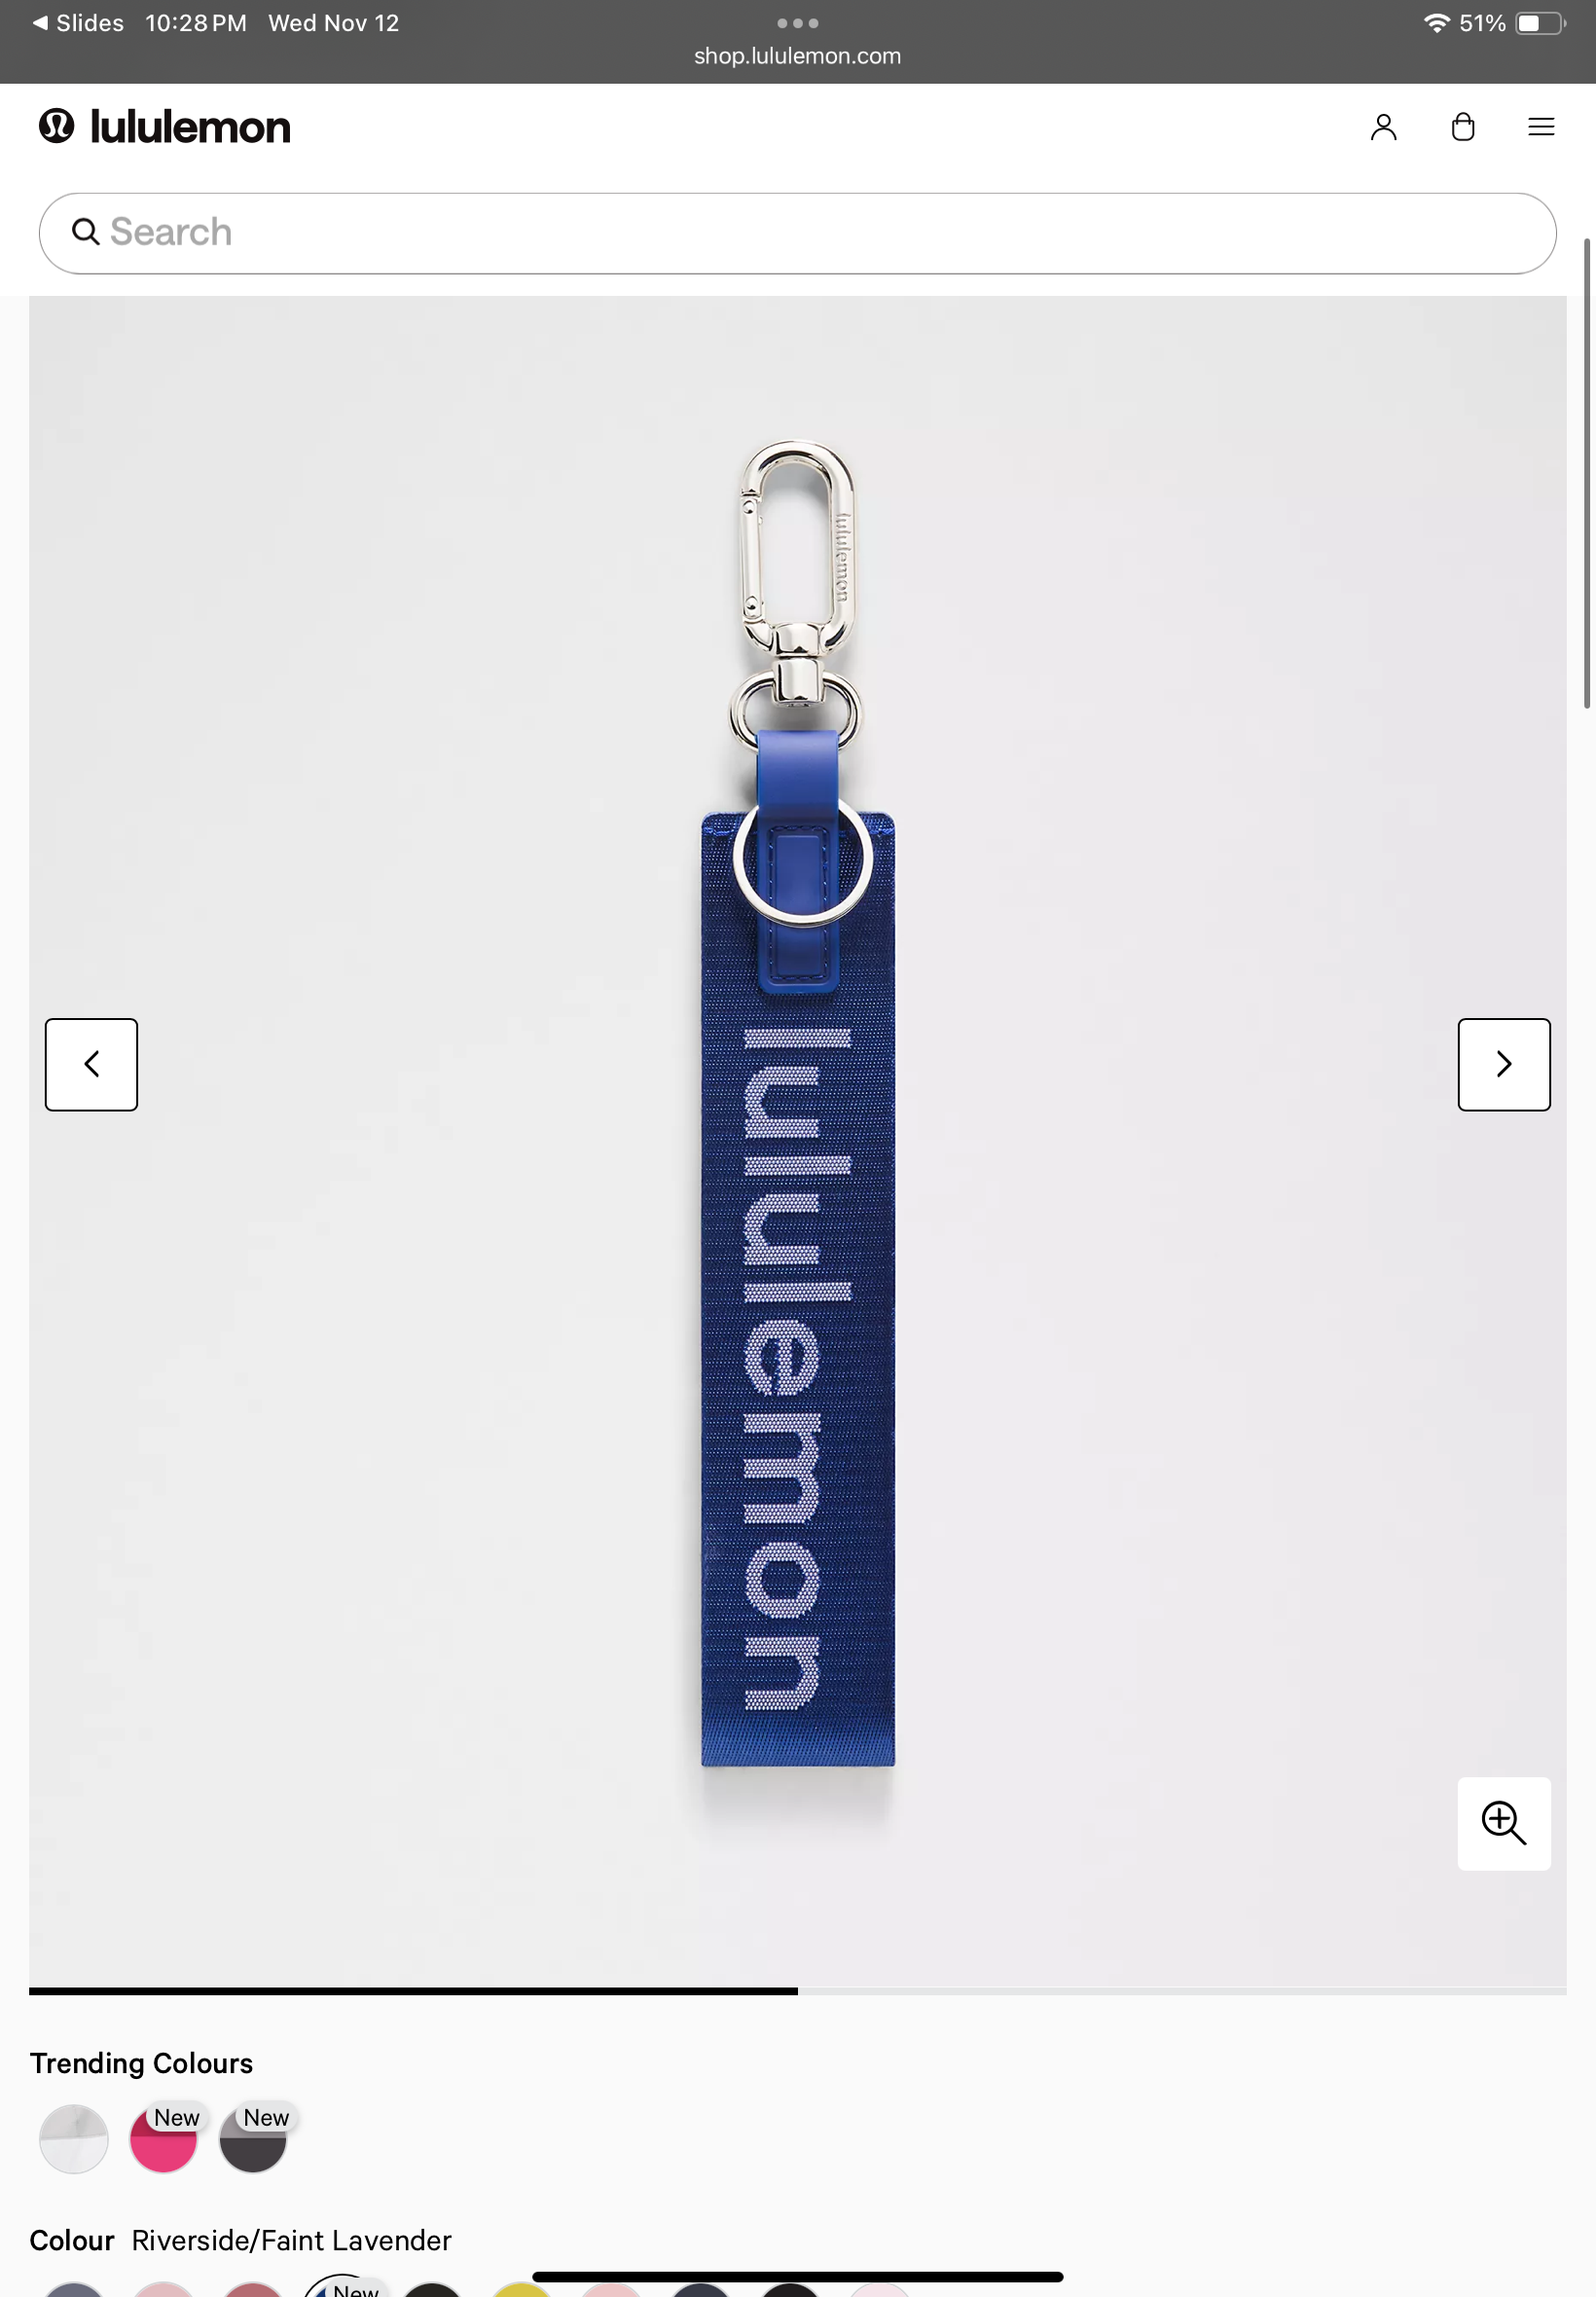 Slides 10:28 PM Wed Nov 12
51%
shop.lululemon.com
lululemon
Search
lululemon
lululemon
Trending Colours
New New
Colour Riverside/Faint Lavender
New